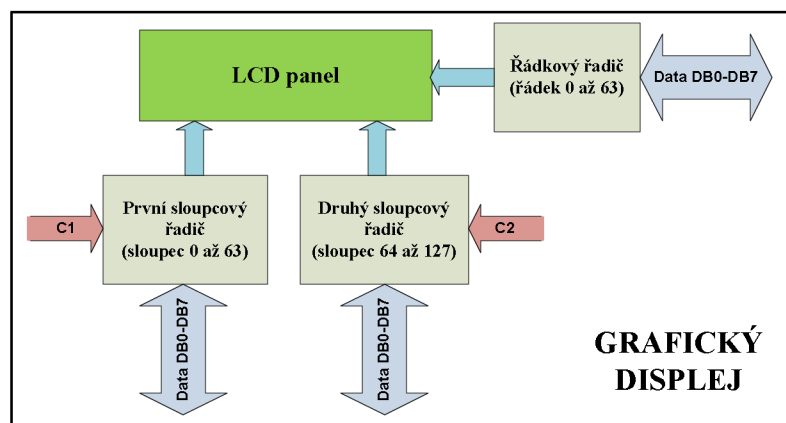 LCD panel
Řádkový řadič
(řádek 0 až 63)
Data DB0-DB7
C1
První sloupcový
řadič
(sloupec 0 až 63)
Druhý sloupcový
řadič
(sloupec 64 až 127)
C2
Data DB0-DB7
Data DB0-DB7
GRAFICKÝ
DISPLEJ